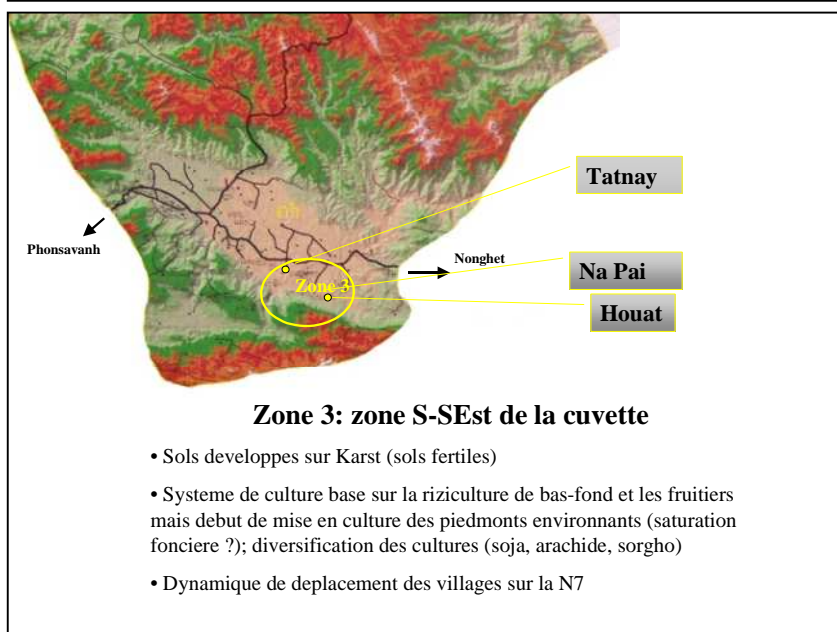 Tatnay
Phonsavanh
Nonghet
Na Pai
Zone 3
Houat
Zone 3: zone S-SEst de la cuvette
• Sols developpes sur Karst (sols fertiles)
• Systeme de culture base sur la riziculture de bas-fond et les fruitiers
mais debut de mise en culture des piedmonts environnants (saturation
fonciere ?); diversification des cultures (soja, arachide, sorgho)
• Dynamique de deplacement des villages sur la N7